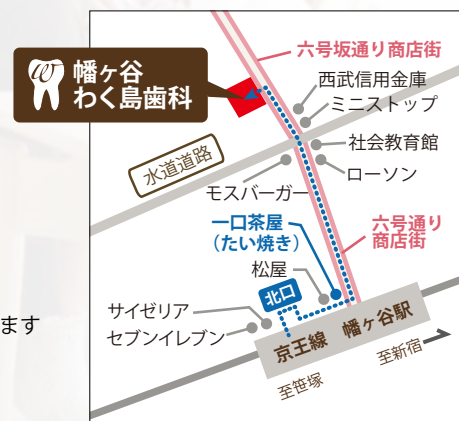 六号坂通り商店街
西武信用金庫
ミニストップ
幡ヶ谷
わく島歯科
社会教育館
ローソン
水道道路
モスバーガー
一口茶屋
（たい焼き）
六号通り
商店街
松屋
北口
サイゼリア
セブンイレブン
ます
京王線 幡ヶ谷駅
至新宿
至笹塚